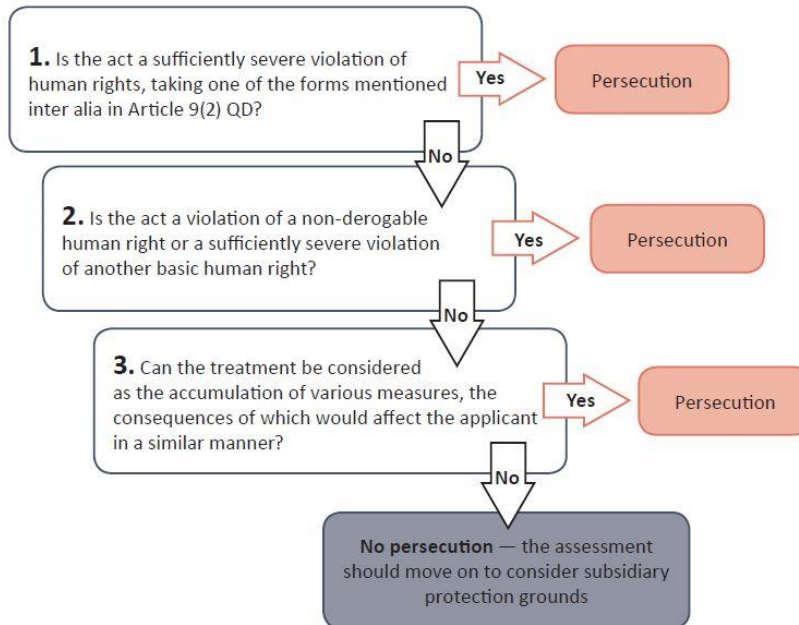 1. Is the act a sufficiently severe violation of
human rights, taking one of the forms mentioned
inter alia in Article 9(2) QD?
Yes
Persecution
No
2. Is the act a violation of a non-derogable
human right or a sufficiently severe violation
of another basic human right?
Yes
Persecution
No
3. Can the treatment be considered
as the accumulation of various measures, the
consequences of which would affect the applicant
in a similar manner?
Yes
Persecution
No
No persecution — the assessment
should move on to consider subsidiary
protection grounds